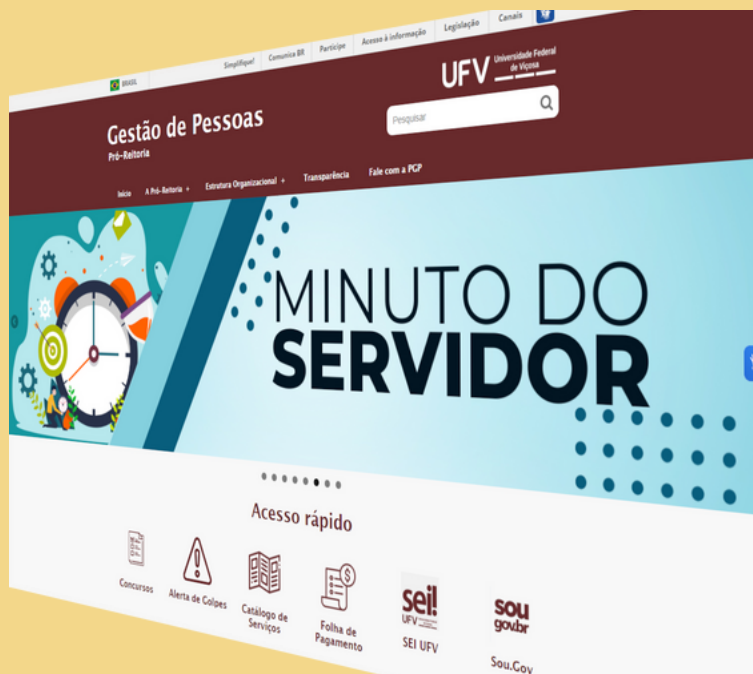 BRASIL
Simplifique!
Comunica BR
Participe
Acesso à informação
Legislação
Canais
UFV
Universidade Federal
de Viçosa
Gestão de Pessoas
Pró-Reitoria
Pesquisar
Início
A Pró-Reitoria +
Estrutura Organizacional +
Transparência
Fale com a PGP
MINUTO DO
SERVIDOR
Acesso rápido
Concursos
Alerta de Golpes
Catálogo de
Serviços
Folha de
Pagamento
sei!
UFV
SEI UFV
sou
gov.br
Sou.Gov